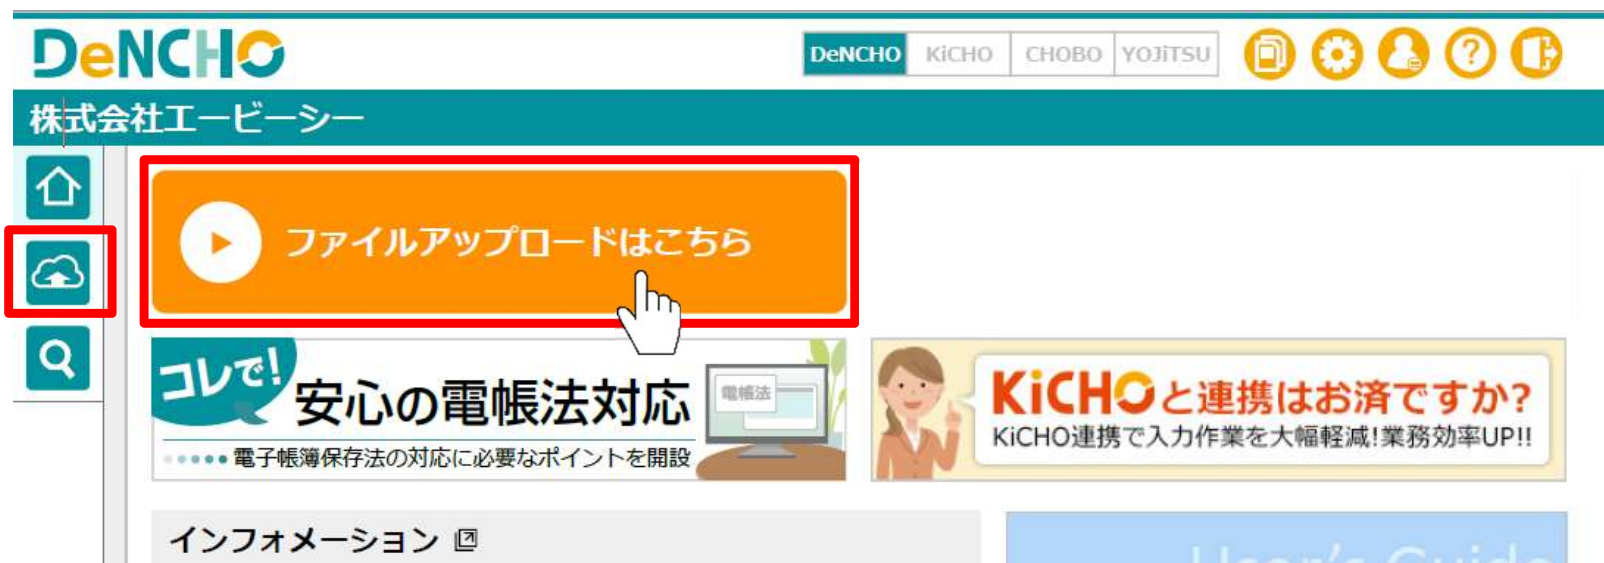 DeNCHO
DeNCHO KiCHO CHOBO YOJiTSU
株式会社エービーシー
ファイルアップロードはこちら
コレで!
安心の電帳法対応
電帳法
電子帳簿保存法の対応に必要なポイントを開設
KiCHOと連携はお済ですか?
KiCHO連携で入力作業を大幅軽減!業務効率UP!!
インフォメーション
User's Guide